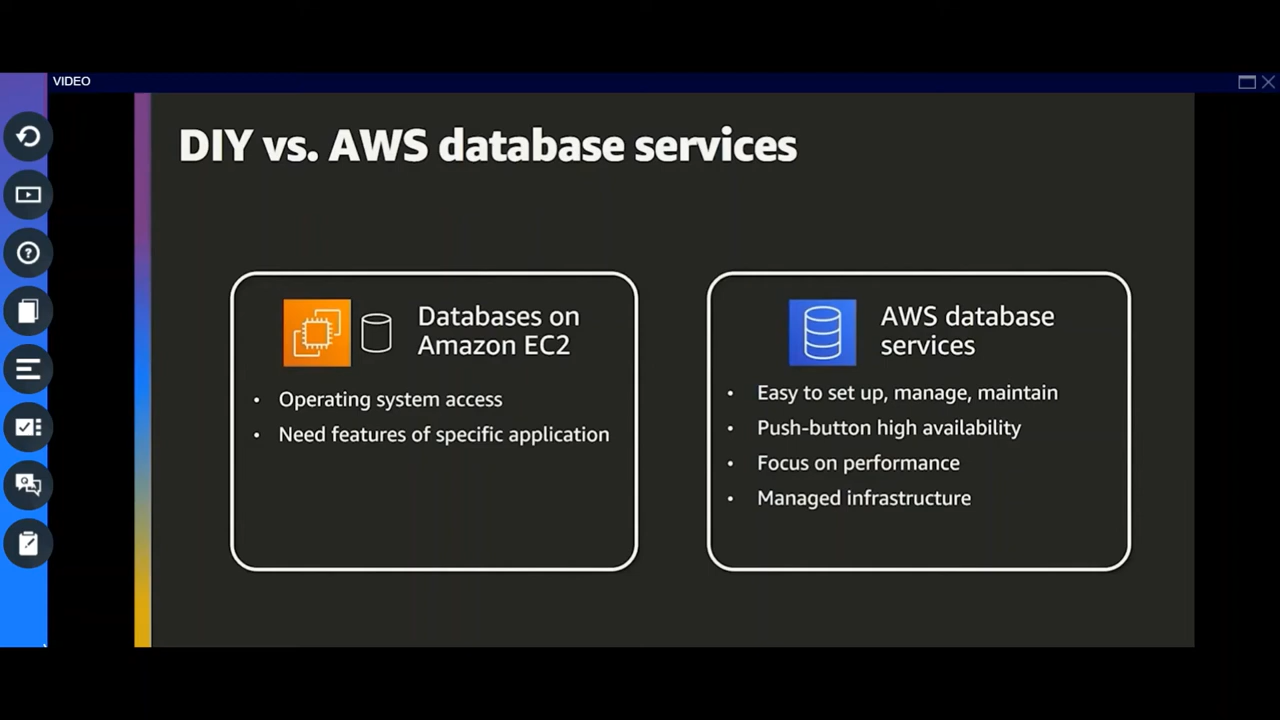 VIDEO
DIY vs. AWS database services
Databases on
Amazon EC2
• Operating system access
• Need features of specific application
AWS database
services
• Easy to set up, manage, maintain
• Push-button high availability
• Focus on performance
• Managed infrastructure